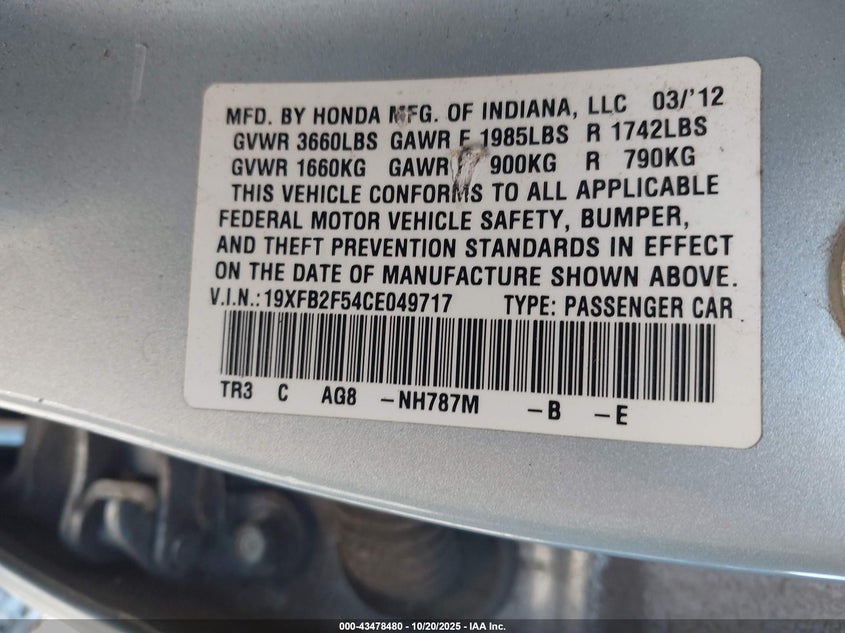 MFD. BY HONDA MFG. OF INDIANA, LLC 03/'12
GVWR 3660LBS GAWR F 1985LBS R 1742LBS
GVWR 1660KG GAWR 900KG R 790KG
THIS VEHICLE CONFORMS TO ALL APPLICABLE
FEDERAL MOTOR VEHICLE SAFETY, BUMPER,
AND THEFT PREVENTION STANDARDS IN EFFECT
ON THE DATE OF MANUFACTURE SHOWN ABOVE.
V.I.N.:19XFB2F54CE049717 TYPE: PASSENGER CAR
TR3 C AG8 -NH787M -B -E
000-43478480 - 10/20/2025 - IAA Inc.